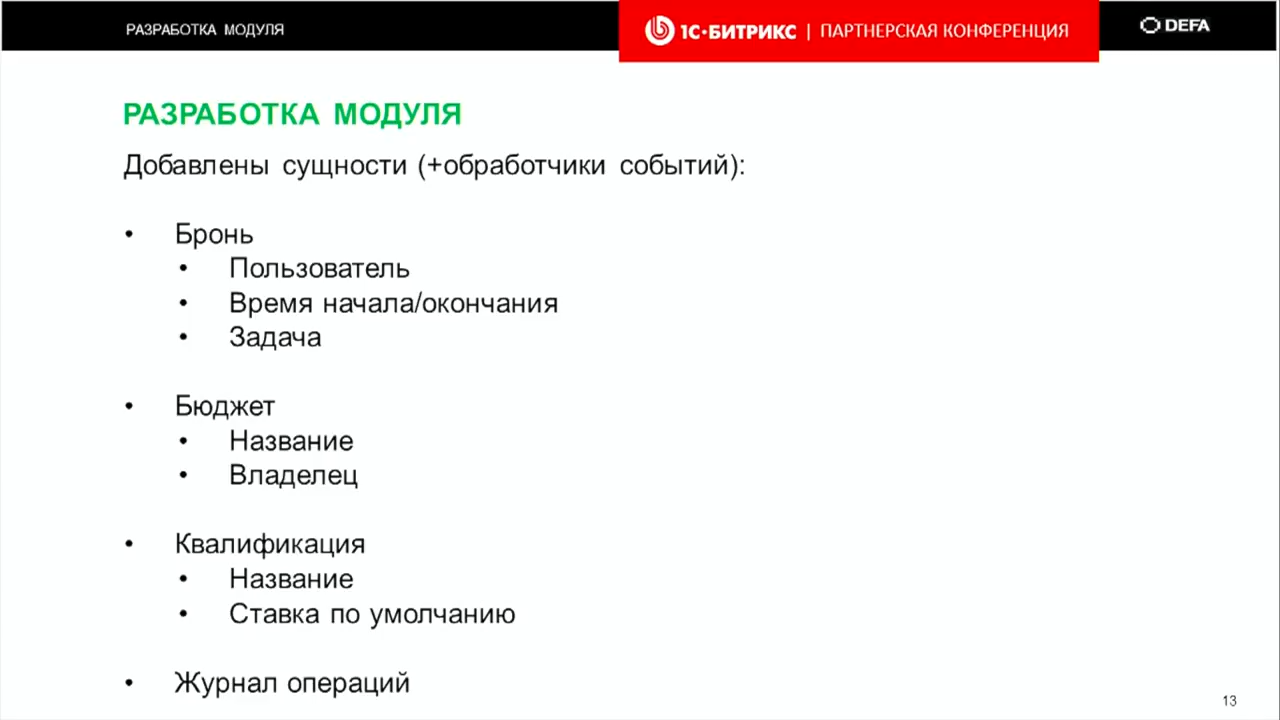 РАЗРАБОТКА МОДУЛЯ
1С-БИТРИКС | ПАРТНЕРСКАЯ КОНФЕРЕНЦИЯ
DEFA
РАЗРАБОТКА МОДУЛЯ
Добавлены сущности (+обработчики событий):
• Бронь
• Пользователь
• Время начала/окончания
• Задача
• Бюджет
• Название
• Владелец
• Квалификация
• Название
• Ставка по умолчанию
• Журнал операций
13